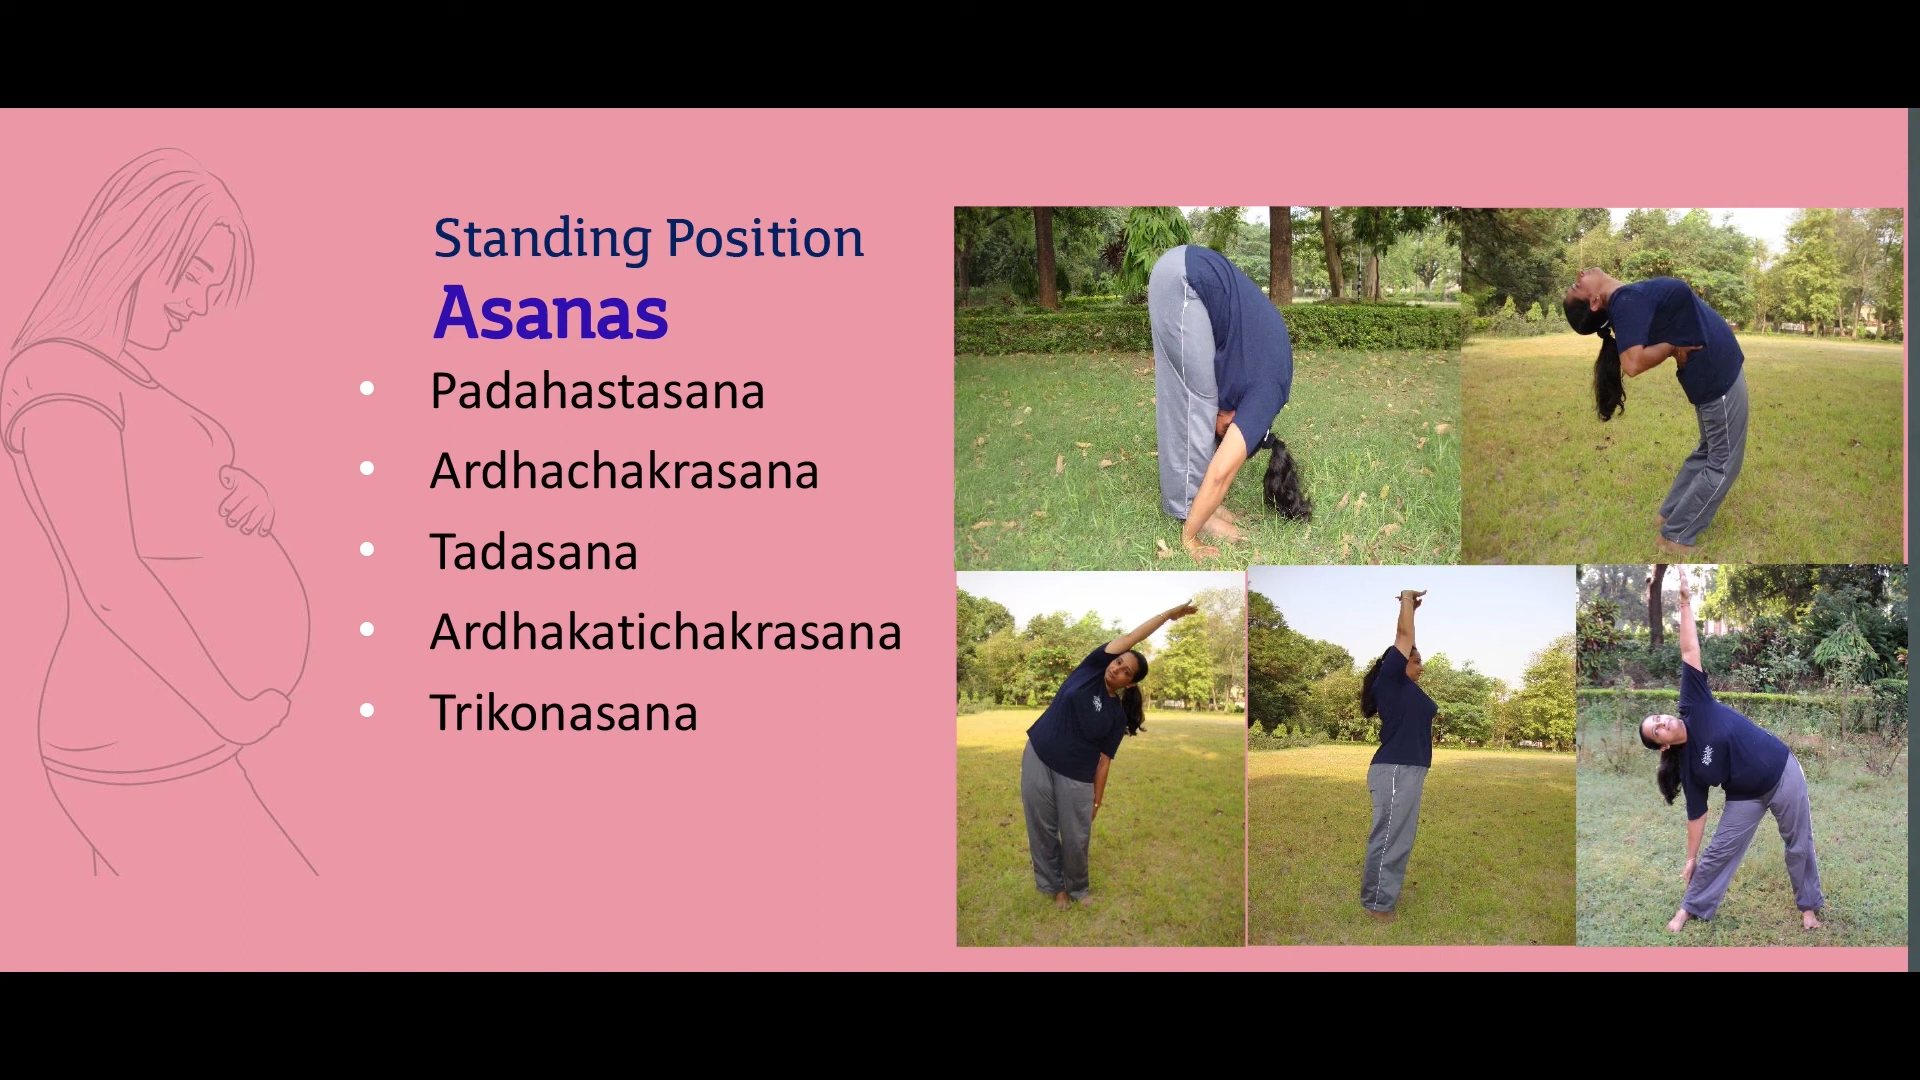 Standing Position
Asanas
• Padahastasana
• Ardhachakrasana
• Tadasana
• Ardhakatichakrasana
• Trikonasana